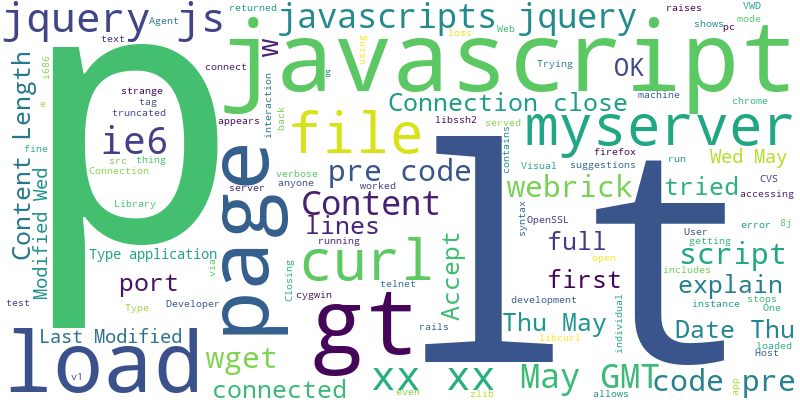 jquery js
Agent
returned
javascripts jquery
raises
VWD
mode
text
W
loss
Web
shows
pc
p
javascript
i686
connect
using
Trying
OK
g
Content Length
strange
tag
truncated
Connection close
machine
chrome
e
appears
interaction
back
file
libssh2
served
myserver
ie6
fine
src thing
Connection
page
verbose
anyone
pre code
worked
contains
Visual
firefox
suggestions
run
Wed May
CVS
Modified Wed
Library
server
Content
lt
webrick
tried
accessing
lines
running
syntax
OpenSSL
User
getting
error
8j
Type application
via
curl
Accept
full
open
script
includes
port
Closing
telnet
first
explain
test
Type
Developer
cygwin
gt
development
individual
instance
stops
One
load
Last Modified
rails
Thu May
libcurl
Date Thu
loaded
Host
v1
wget
connected
xx xx
even
zlib
May GMT
allows
code pre
app